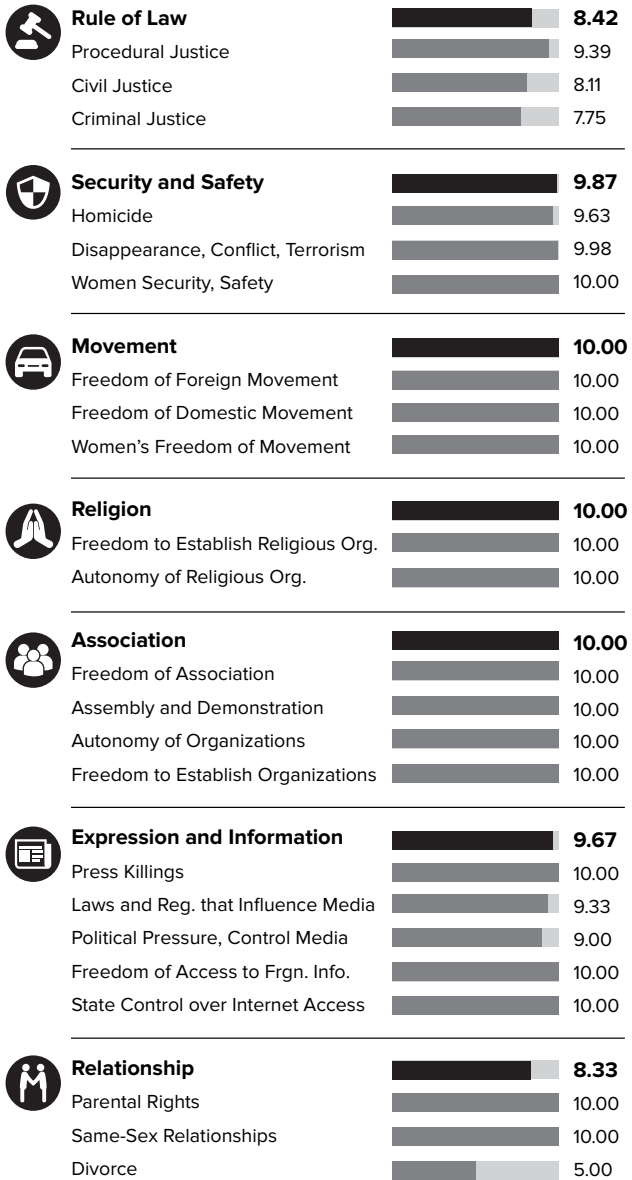 Rule of Law 8.42
Procedural Justice 9.39
Civil Justice 8.11
Criminal Justice 7.75
Security and Safety 9.87
Homicide 9.63
Disappearance, Conflict, Terrorism 9.98
Women Security, Safety 10.00
Movement 10.00
Freedom of Foreign Movement 10.00
Freedom of Domestic Movement 10.00
Women’s Freedom of Movement 10.00
Religion 10.00
Freedom to Establish Religious Org. 10.00
Autonomy of Religious Org. 10.00
Association 10.00
Freedom of Association 10.00
Assembly and Demonstration 10.00
Autonomy of Organizations 10.00
Freedom to Establish Organizations 10.00
Expression and Information 9.67
Press Killings 10.00
Laws and Reg. that Influence Media 9.33
Political Pressure, Control Media 9.00
Freedom of Access to Frgn. Info. 10.00
State Control over Internet Access 10.00
Relationship 8.33
Parental Rights 10.00
Same-Sex Relationships 10.00
Divorce 5.00